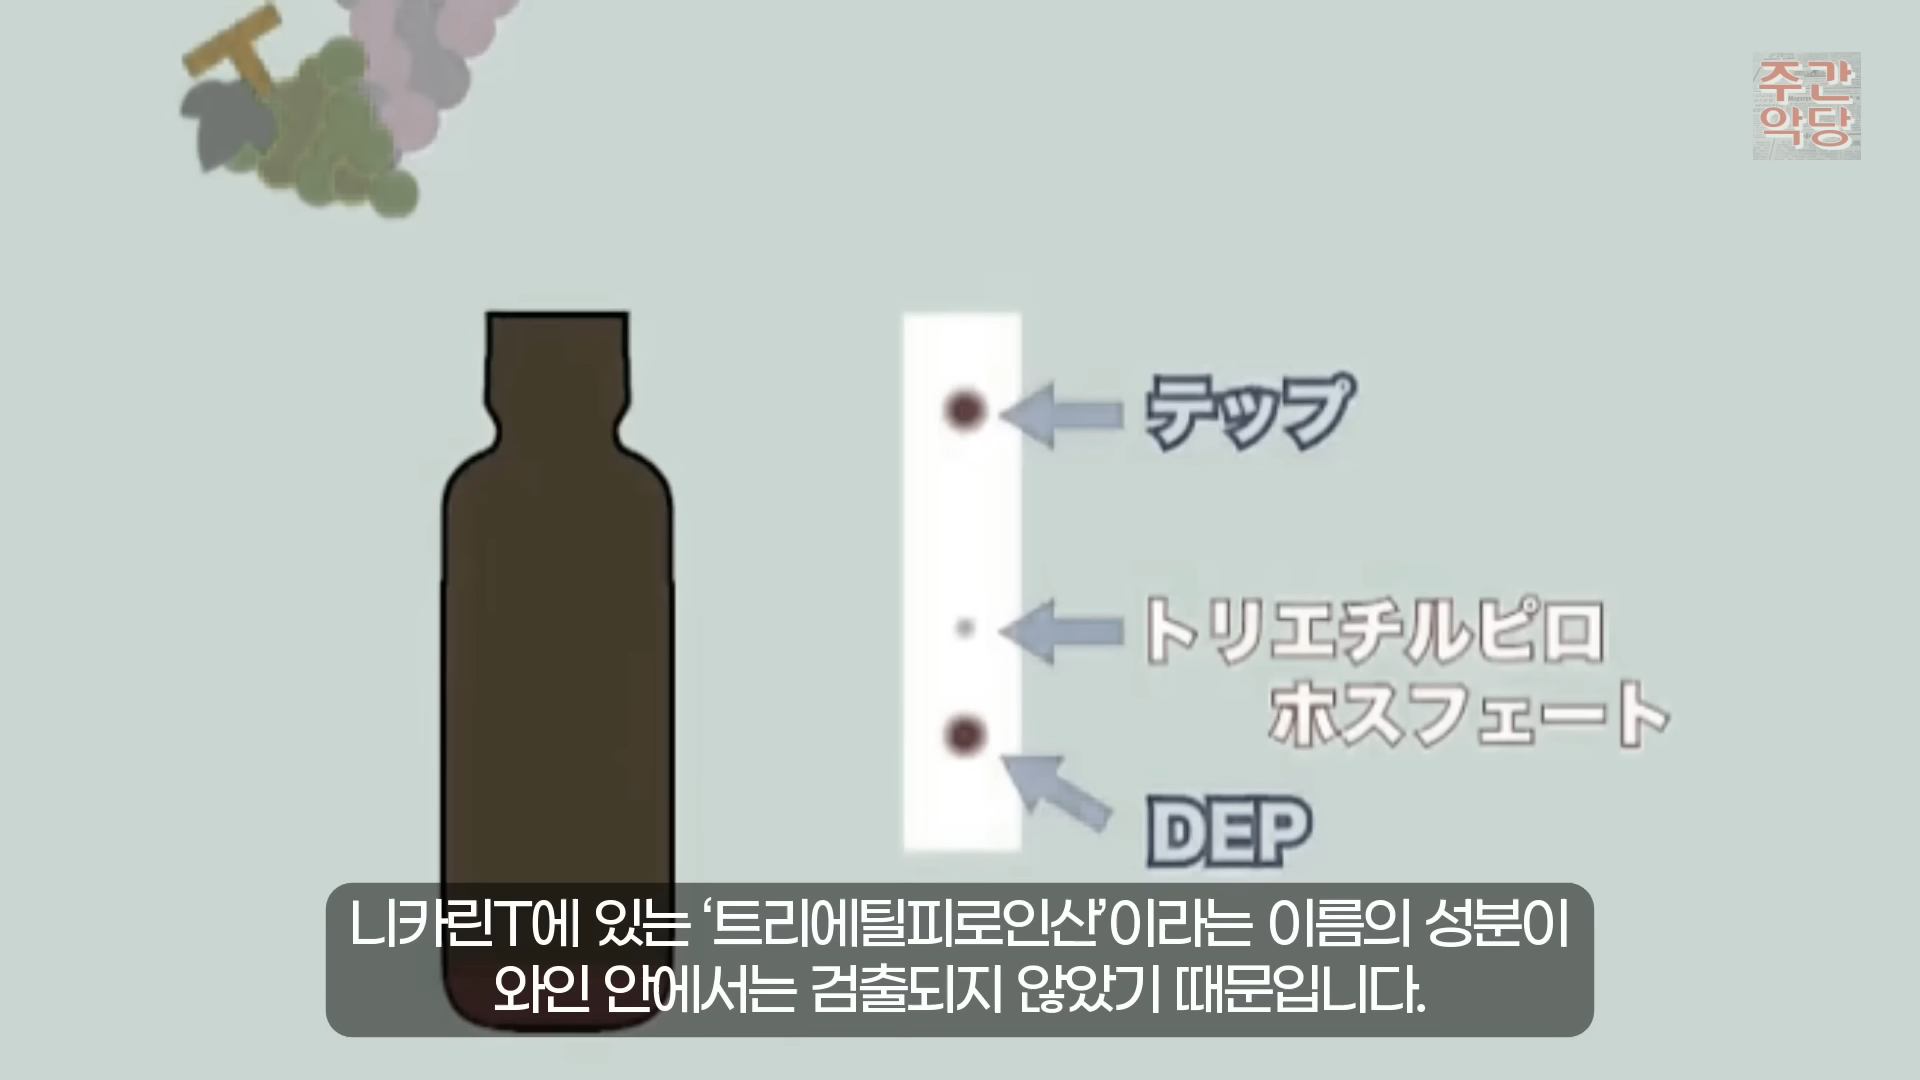 주간
악당
テップ
トリエチルピロ
ホスフェート
DEP
니카린T에 있는 ‘트리에틸피로인산’이라는 이름의 성분이
와인 안에서는 검출되지 않았기 때문입니다.